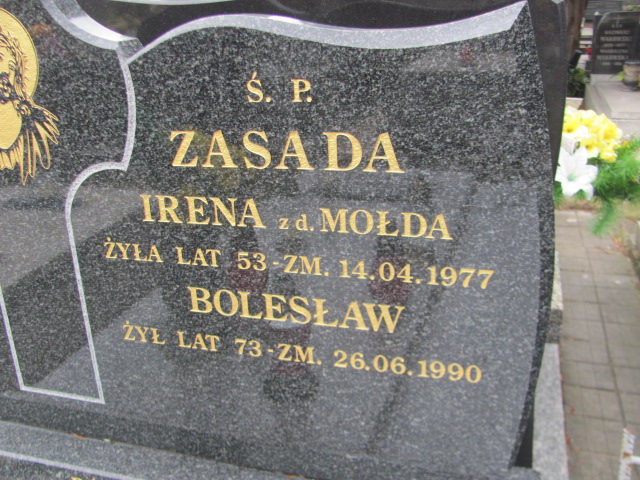 Ś. P.
ZASADA
IRENA z d. MOŁDA
ŻYŁA LAT 53-ZM. 14.04.1977
BOLESŁAW
ŻYŁ LAT 73-ZM. 26.06.1990